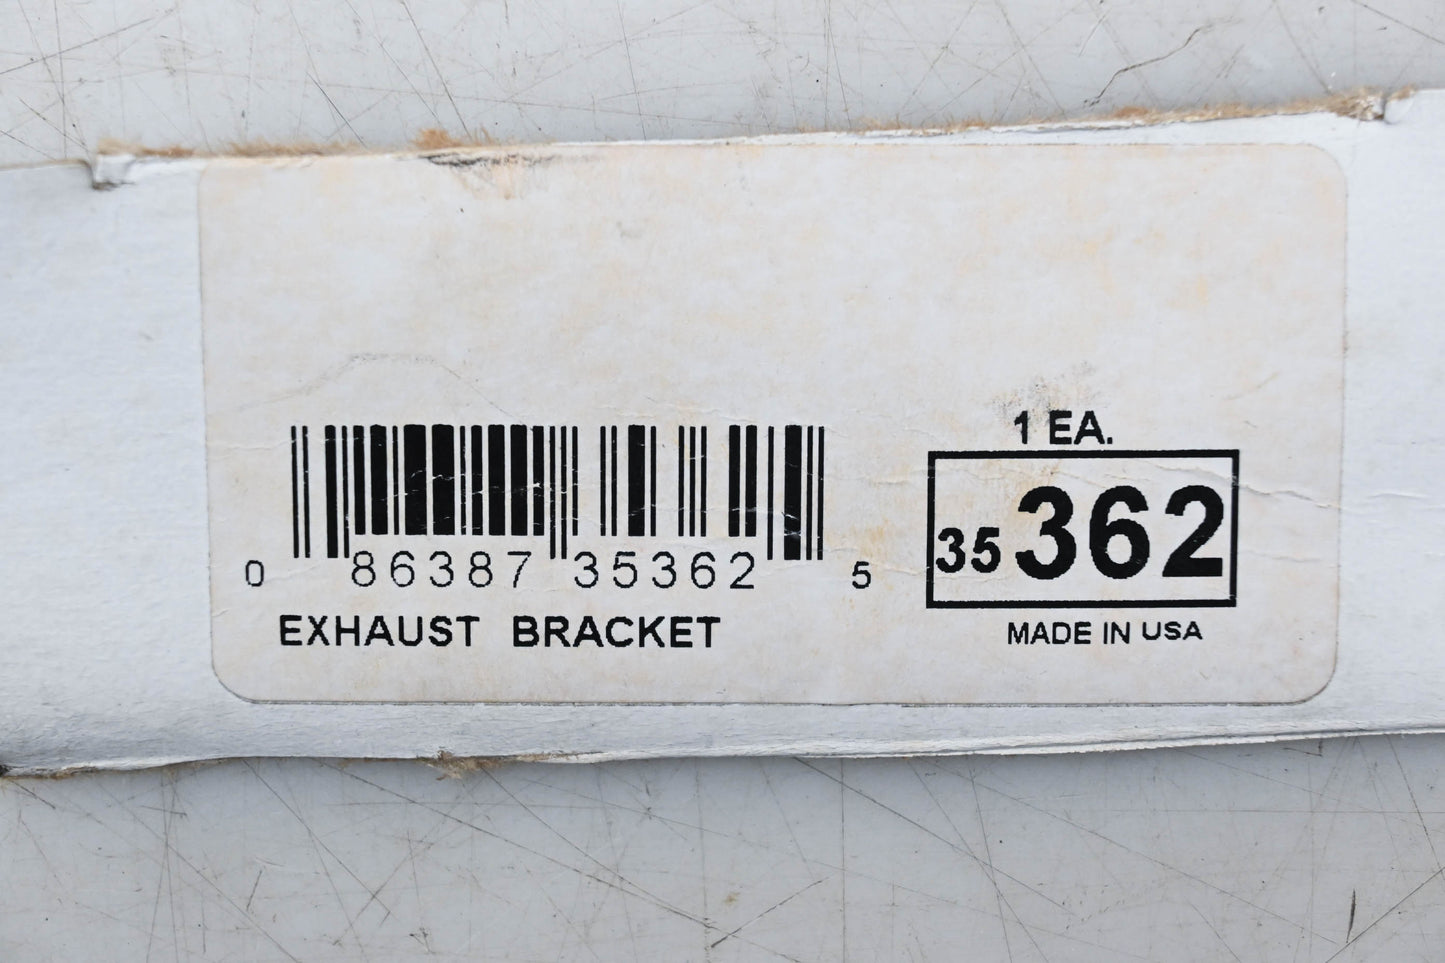 1 EA.
35 362
0 86387 35362 5
EXHAUST BRACKET
MADE IN USA